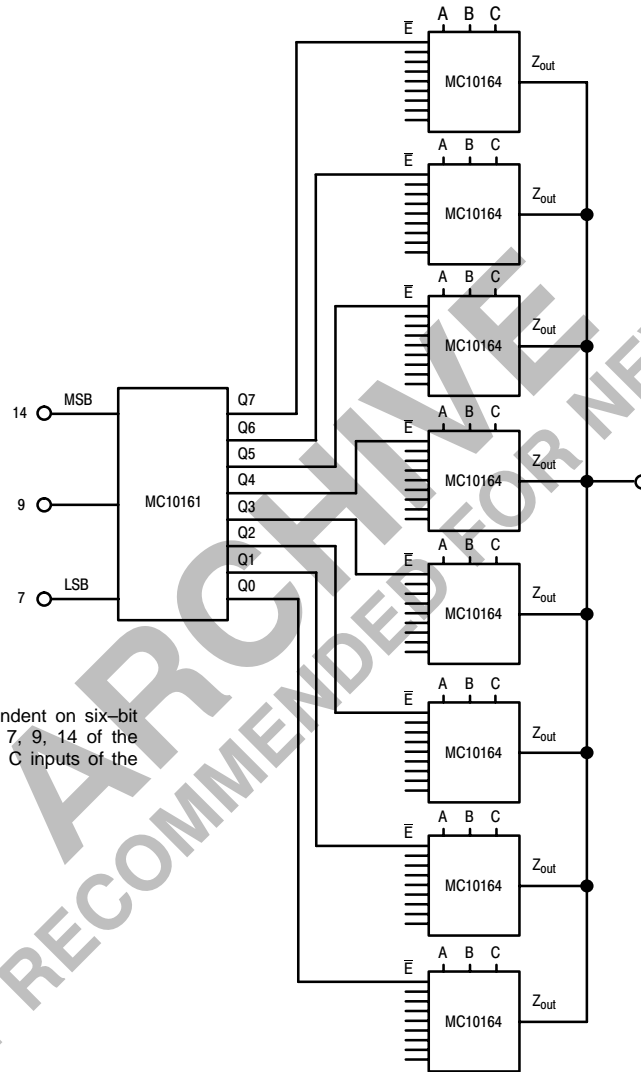 E A B C
MC10164 Zout
E A B C
MC10164 Zout
E A B C
MC10164 Zout
E A B C
MC10164 Zout
E A B C
MC10164 Zout
E A B C
MC10164 Zout
E A B C
MC10164 Zout
E A B C
MC10164 Zout
14 MSB
9
7 LSB
MC10161
Q7
Q6
Q5
Q4
Q3
Q2
Q1
Q0
ndent on six–bit
7, 9, 14 of the
C inputs of the
ARCHIVE
RECOMMENDED FOR NE